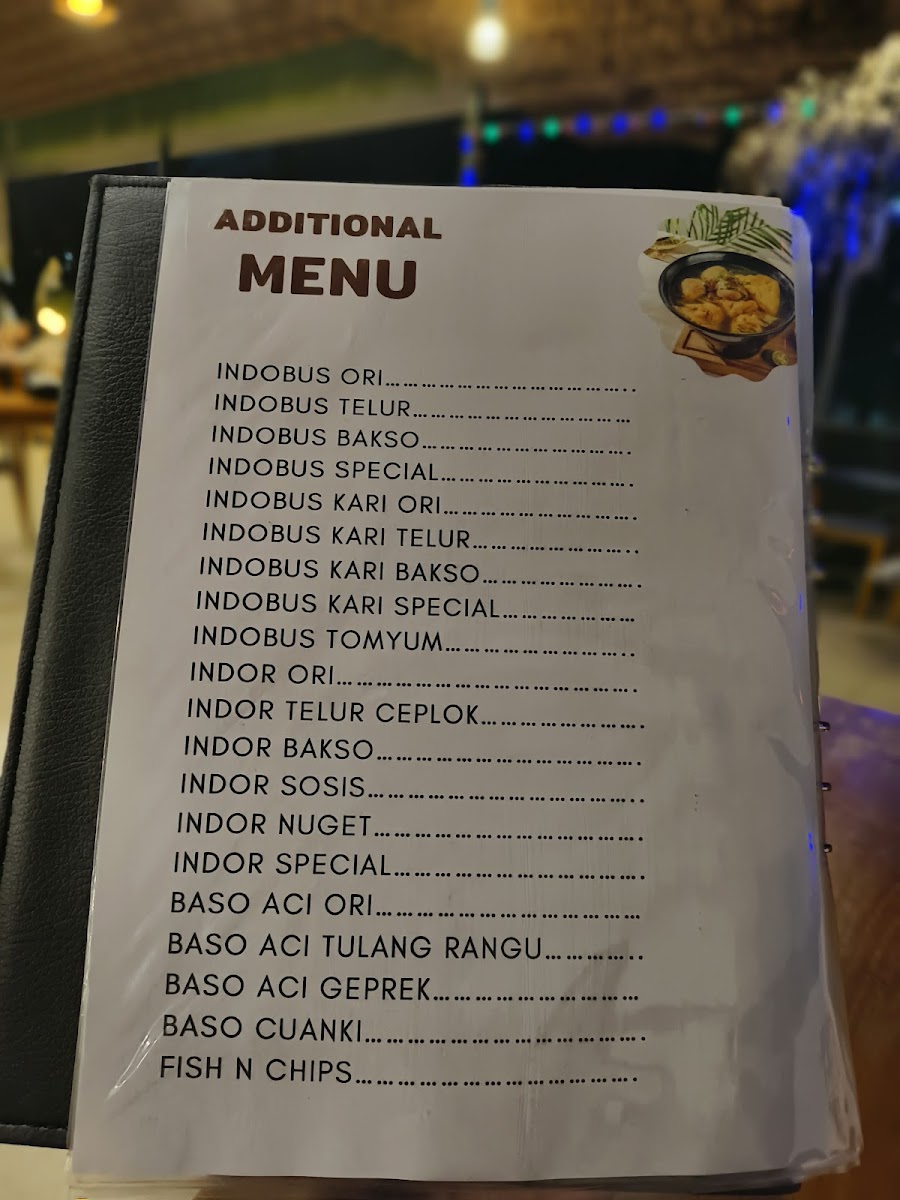 ADDITIONAL
MENU
INDOBUS ORI.................................
INDOBUS TELUR.................................
INDOBUS BAKSO.................................
INDOBUS SPECIAL.................................
INDOBUS KARI ORI.................................
INDOBUS KARI TELUR.................................
INDOBUS KARI BAKSO.................................
INDOBUS KARI SPECIAL.................................
INDOBUS TOMYUM.................................
INDOR ORI.................................
INDOR TELUR CEPLOK.................................
INDOR BAKSO.................................
INDOR SOSIS.................................
INDOR NUGET.................................
INDOR SPECIAL.................................
BASO ACI ORI.................................
BASO ACI TULANG RANGU.................................
BASO ACI GEPREK.................................
BASO CUANKI.................................
FISH N CHIPS.................................